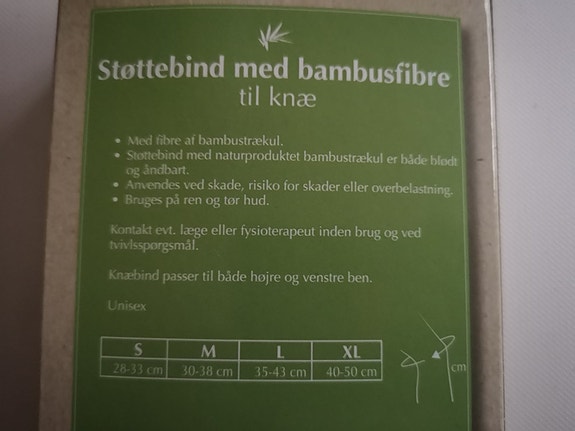 Støttebind med bambusfibre
til knæ
• Med fibre af bambustrækul.
• Støttebind med naturproduktet bambustrækul er både blødt
og åndbart.
• Anvendes ved skade, risiko for skader eller overbelastning.
• Bruges på ren og tør hud.
Kontakt evt. læge eller fysioterapeut inden brug og ved
tvivlsspørgsmål.
Knæbind passer til både højre og venstre ben.
Unisex
S M L XL
28-33 cm 30-38 cm 35-43 cm 40-50 cm
cm